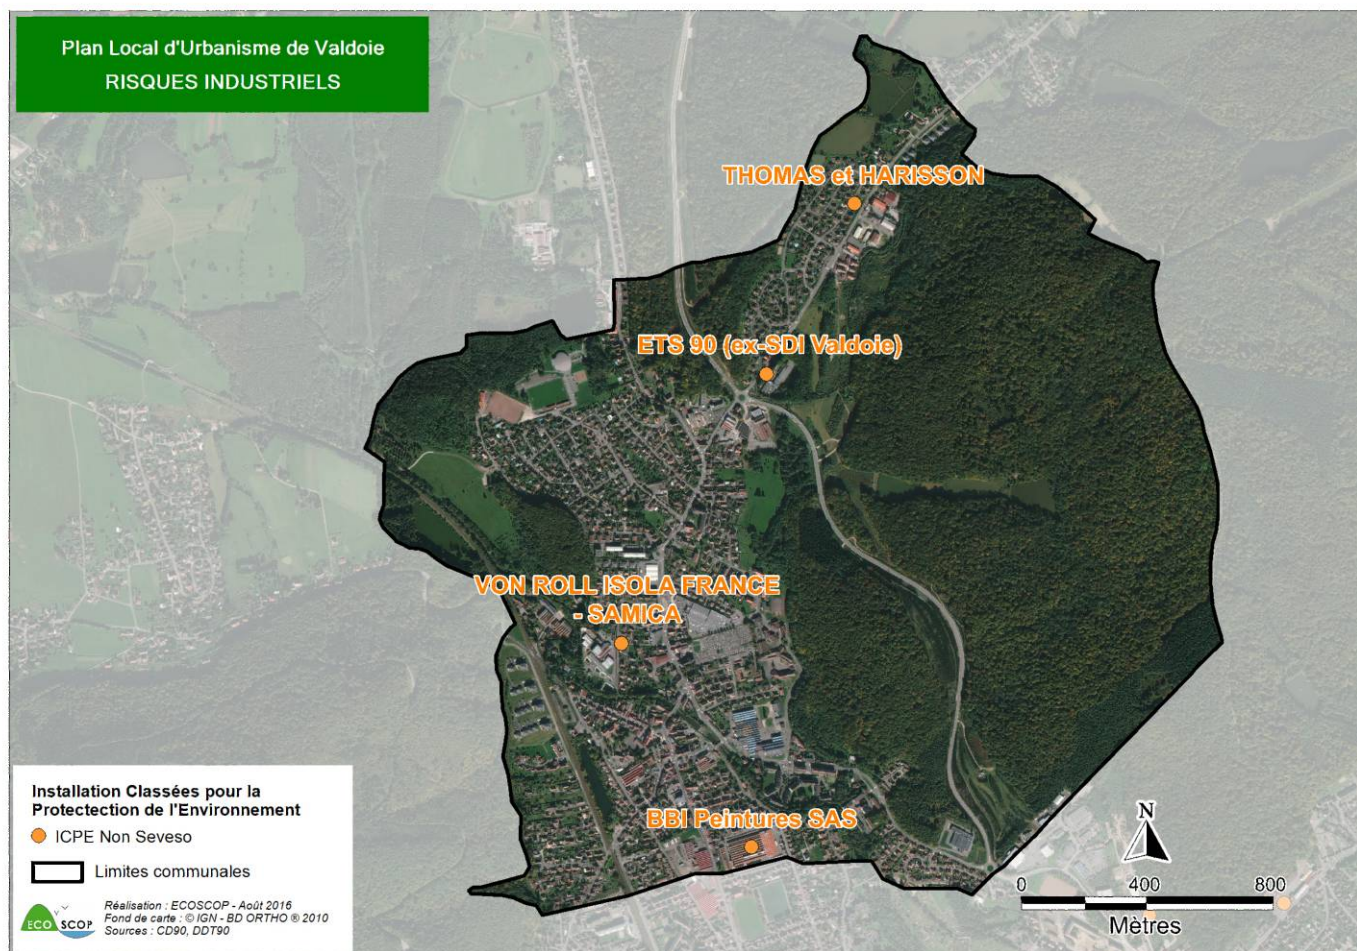 Plan Local d'Urbanisme de Valdoie
RISQUES INDUSTRIELS
THOMAS et HARISSON
ETS 90 (ex-SDI Valdoie)
VON ROLL ISOLA FRANCE
- SAMICA
BBI Peintures SAS
Installation Classées pour la
Protectection de l'Environnement
ICPE Non Seveso
Limites communales
ECO SCOP
Réalisation : ECOSCOP - Août 2016
Fond de carte : © IGN - BD ORTHO ® 2010
Sources : CD90, DDT90
N
0 400 800
Mètres